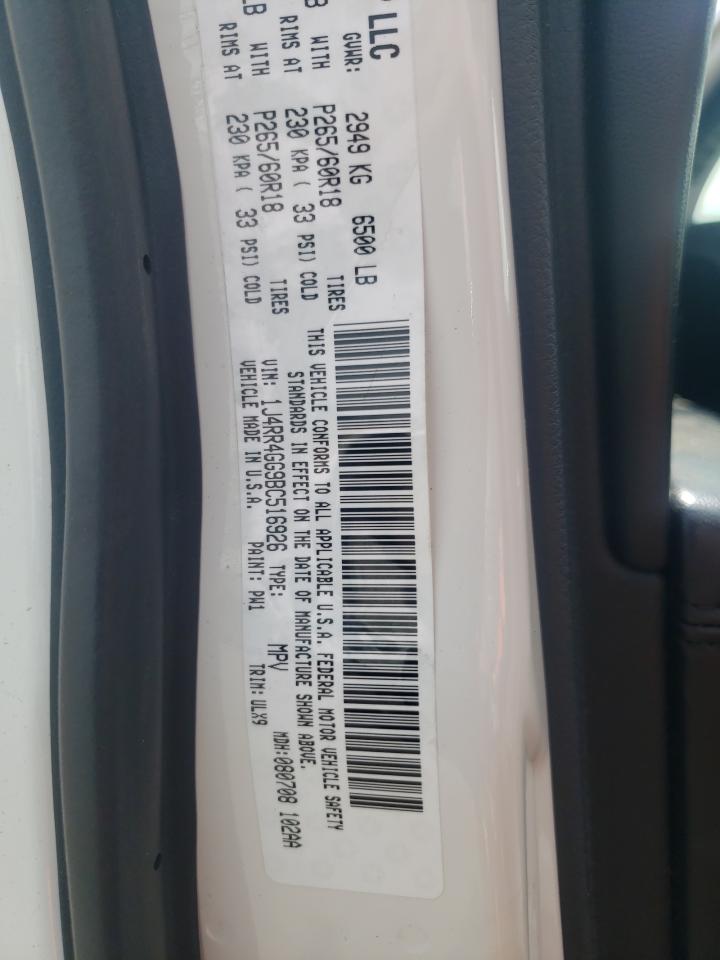 LLC
GVWR: 2949 KG 6500 LB
WITH P265/60R18 TIRES
RIMS AT 230 KPA ( 33 PSI) COLD
LB WITH P265/60R18 TIRES
RIMS AT 230 KPA ( 33 PSI) COLD
THIS VEHICLE CONFORMS TO ALL APPLICABLE U.S.A. FEDERAL MOTOR VEHICLE SAFETY
STANDARDS IN EFFECT ON THE DATE OF MANUFACTURE SHOWN ABOVE.
VIN: 1J4RR4GG9BC516926 TYPE: MPV MDH:080708 102AA
VEHICLE MADE IN U.S.A. PAINT: PW1 TRIM:ULX9